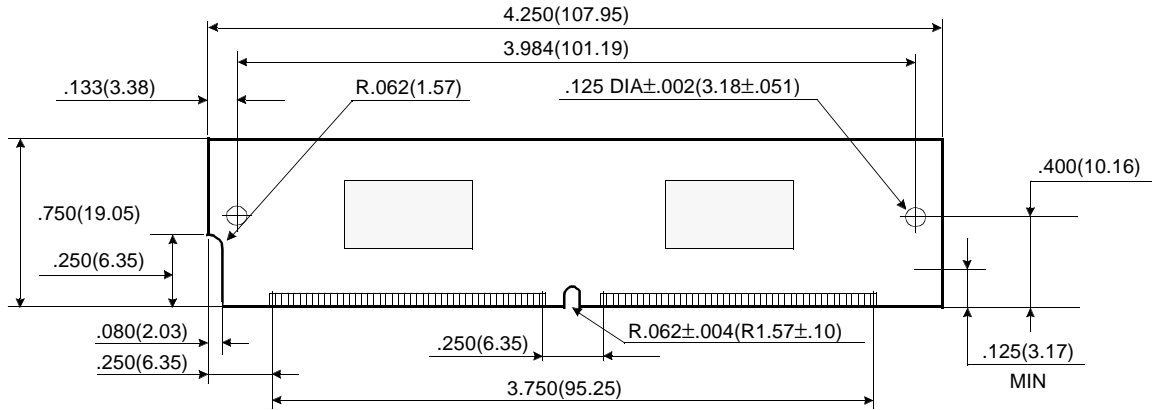 4.250(107.95)
3.984(101.19)
.133(3.38)
R.062(1.57)
.125 DIA±.002(3.18±.051)
.400(10.16)
.750(19.05)
.250(6.35)
.080(2.03)
R.062±.004(R1.57±.10)
.250(6.35)
.250(6.35)
.125(3.17)
MIN
3.750(95.25)